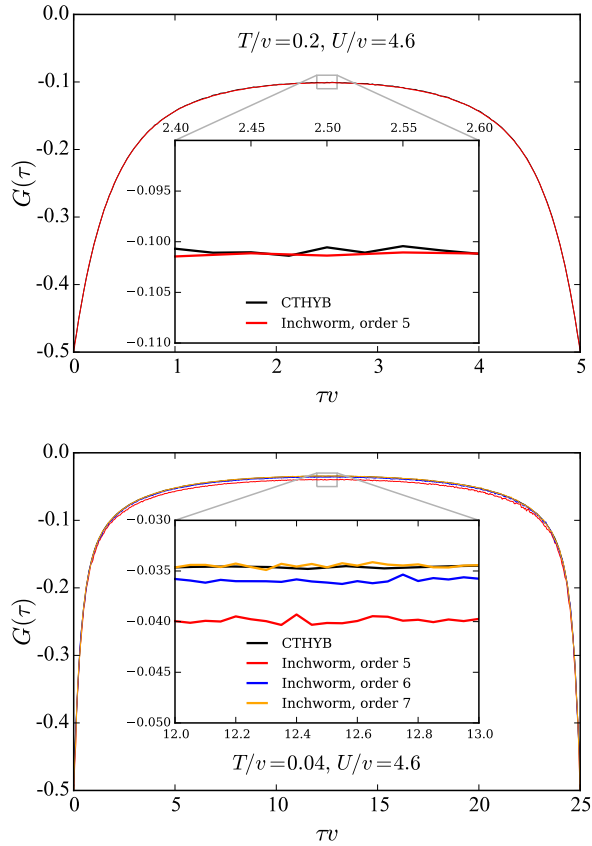 0.0
T/v=0.2, U/v=4.6
-0.1
2.40 2.45 2.50 2.55 2.60
-0.2
−0.095
G(τ)
−0.100
-0.3
−0.105
-0.4
CTHYB
Inchworm, order 5
−0.110
-0.5
0 1 2 3 4 5
τv
0.0
-0.1
−0.030
-0.2
−0.035
G(τ)
−0.040
-0.3
CTHYB
−0.045
Inchworm, order 5
Inchworm, order 6
-0.4
Inchworm, order 7
−0.050
12.0 12.2 12.4 12.6 12.8 13.0
T/v=0.04, U/v=4.6
-0.5
0 5 10 15 20 25
τv